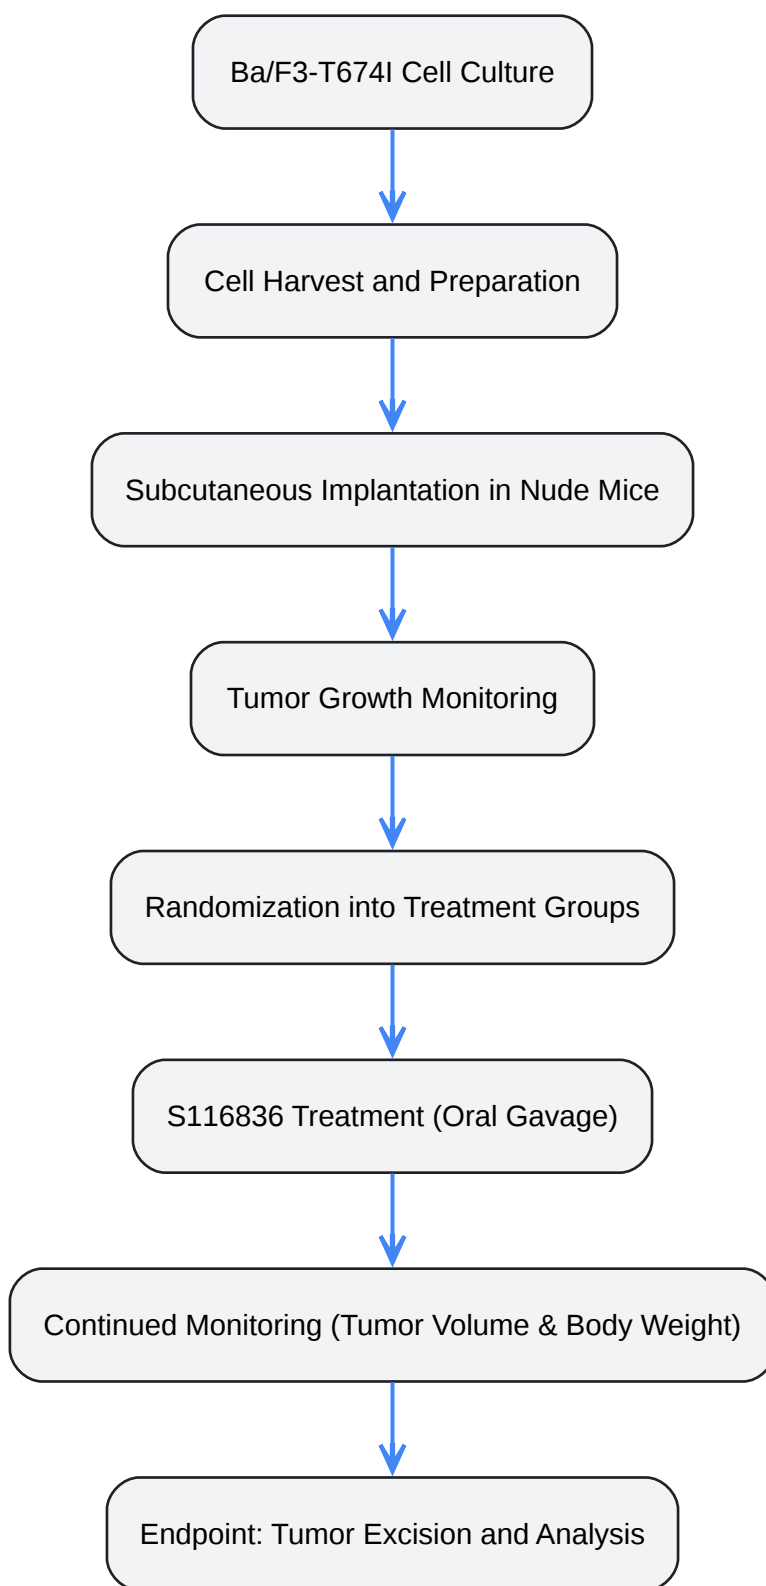 Ba/F3-T674I Cell Culture
Cell Harvest and Preparation
Subcutaneous Implantation in Nude Mice
Tumor Growth Monitoring
Randomization into Treatment Groups
S116836 Treatment (Oral Gavage)
Continued Monitoring (Tumor Volume & Body Weight)
Endpoint: Tumor Excision and Analysis